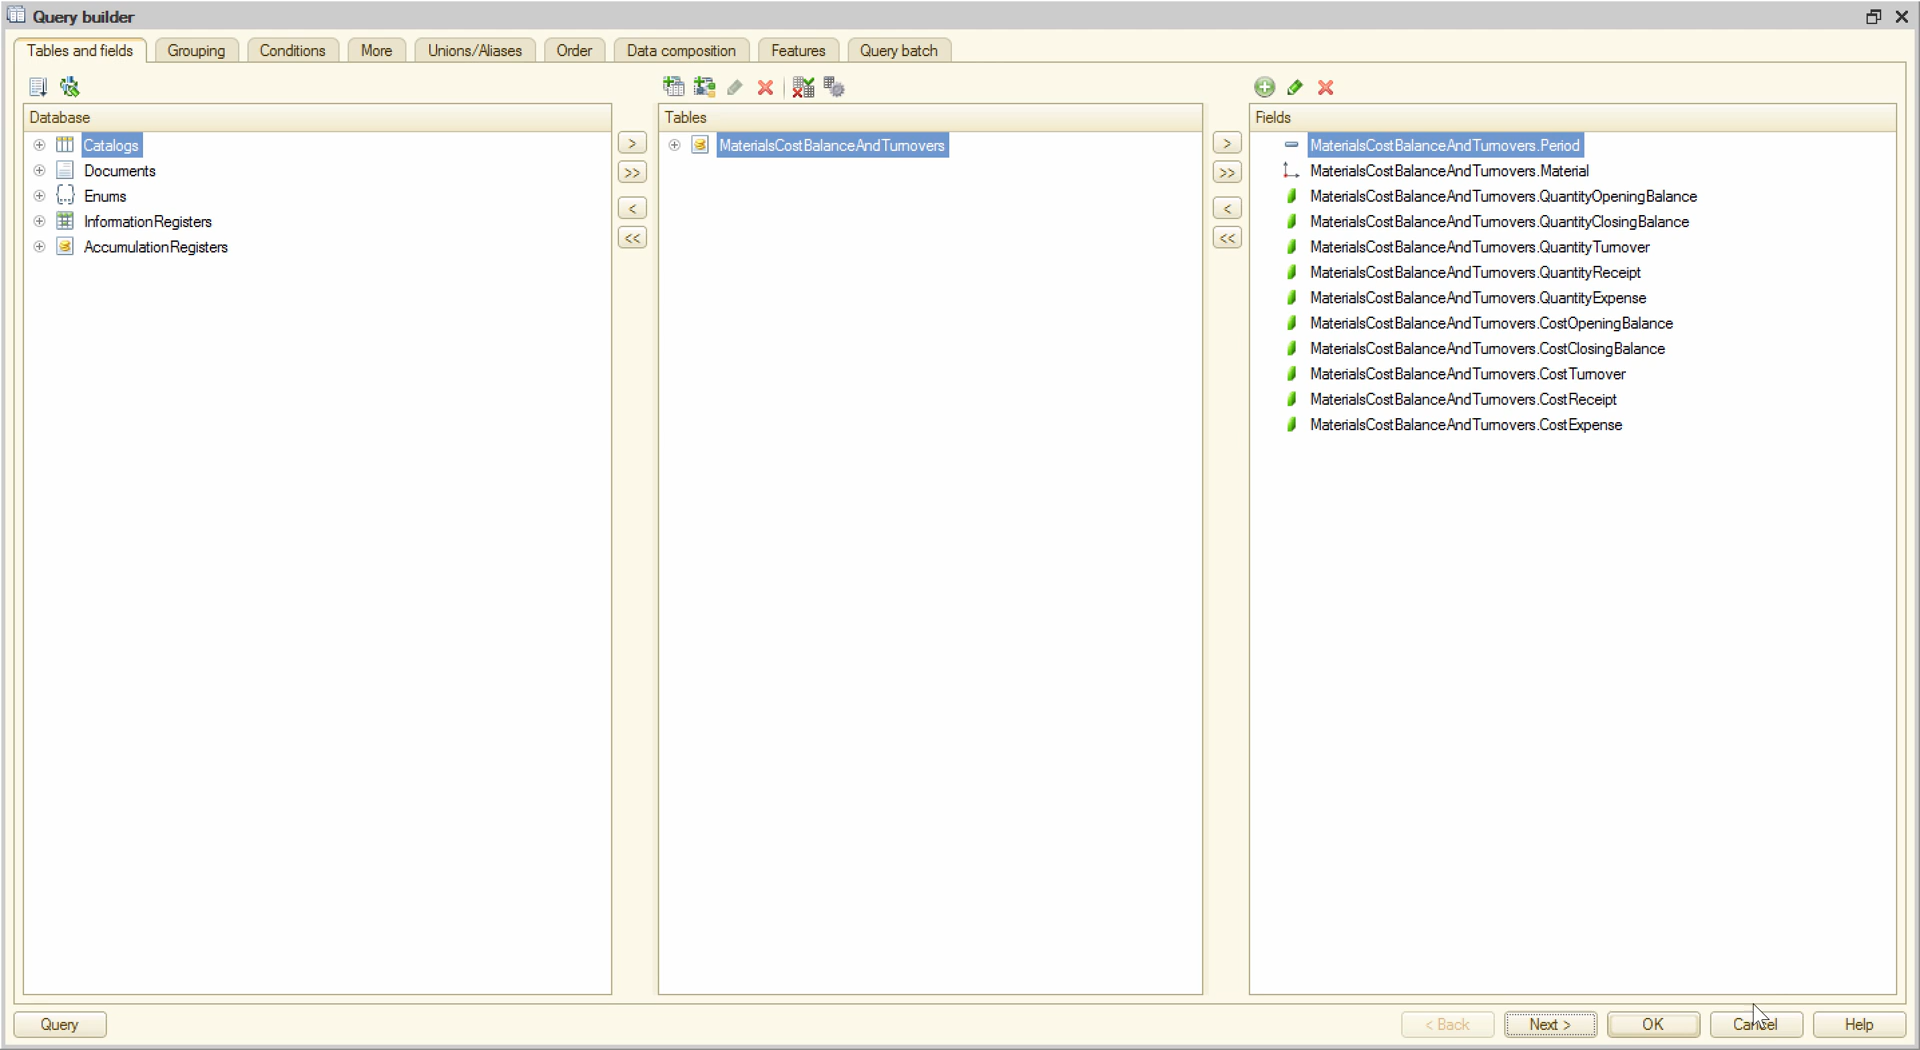 Query builder
Tables and fields
Grouping
Conditions
More
Unions/Aliases
Order
Data composition
Features
Query batch
Database
Catalogs
Documents
Enums
InformationRegisters
AccumulationRegisters
>
>>
<
<<
Tables
MaterialsCostBalanceAndTurnovers
>
>>
<
<<
Fields
MaterialsCostBalanceAndTurnovers.Period
MaterialsCostBalanceAndTurnovers.Material
MaterialsCostBalanceAndTurnovers.QuantityOpeningBalance
MaterialsCostBalanceAndTurnovers.QuantityClosingBalance
MaterialsCostBalanceAndTurnovers.QuantityTurnover
MaterialsCostBalanceAndTurnovers.QuantityReceipt
MaterialsCostBalanceAndTurnovers.QuantityExpense
MaterialsCostBalanceAndTurnovers.CostOpeningBalance
MaterialsCostBalanceAndTurnovers.CostClosingBalance
MaterialsCostBalanceAndTurnovers.CostTurnover
MaterialsCostBalanceAndTurnovers.CostReceipt
MaterialsCostBalanceAndTurnovers.CostExpense
Query
< Back
Next >
OK
Cancel
Help